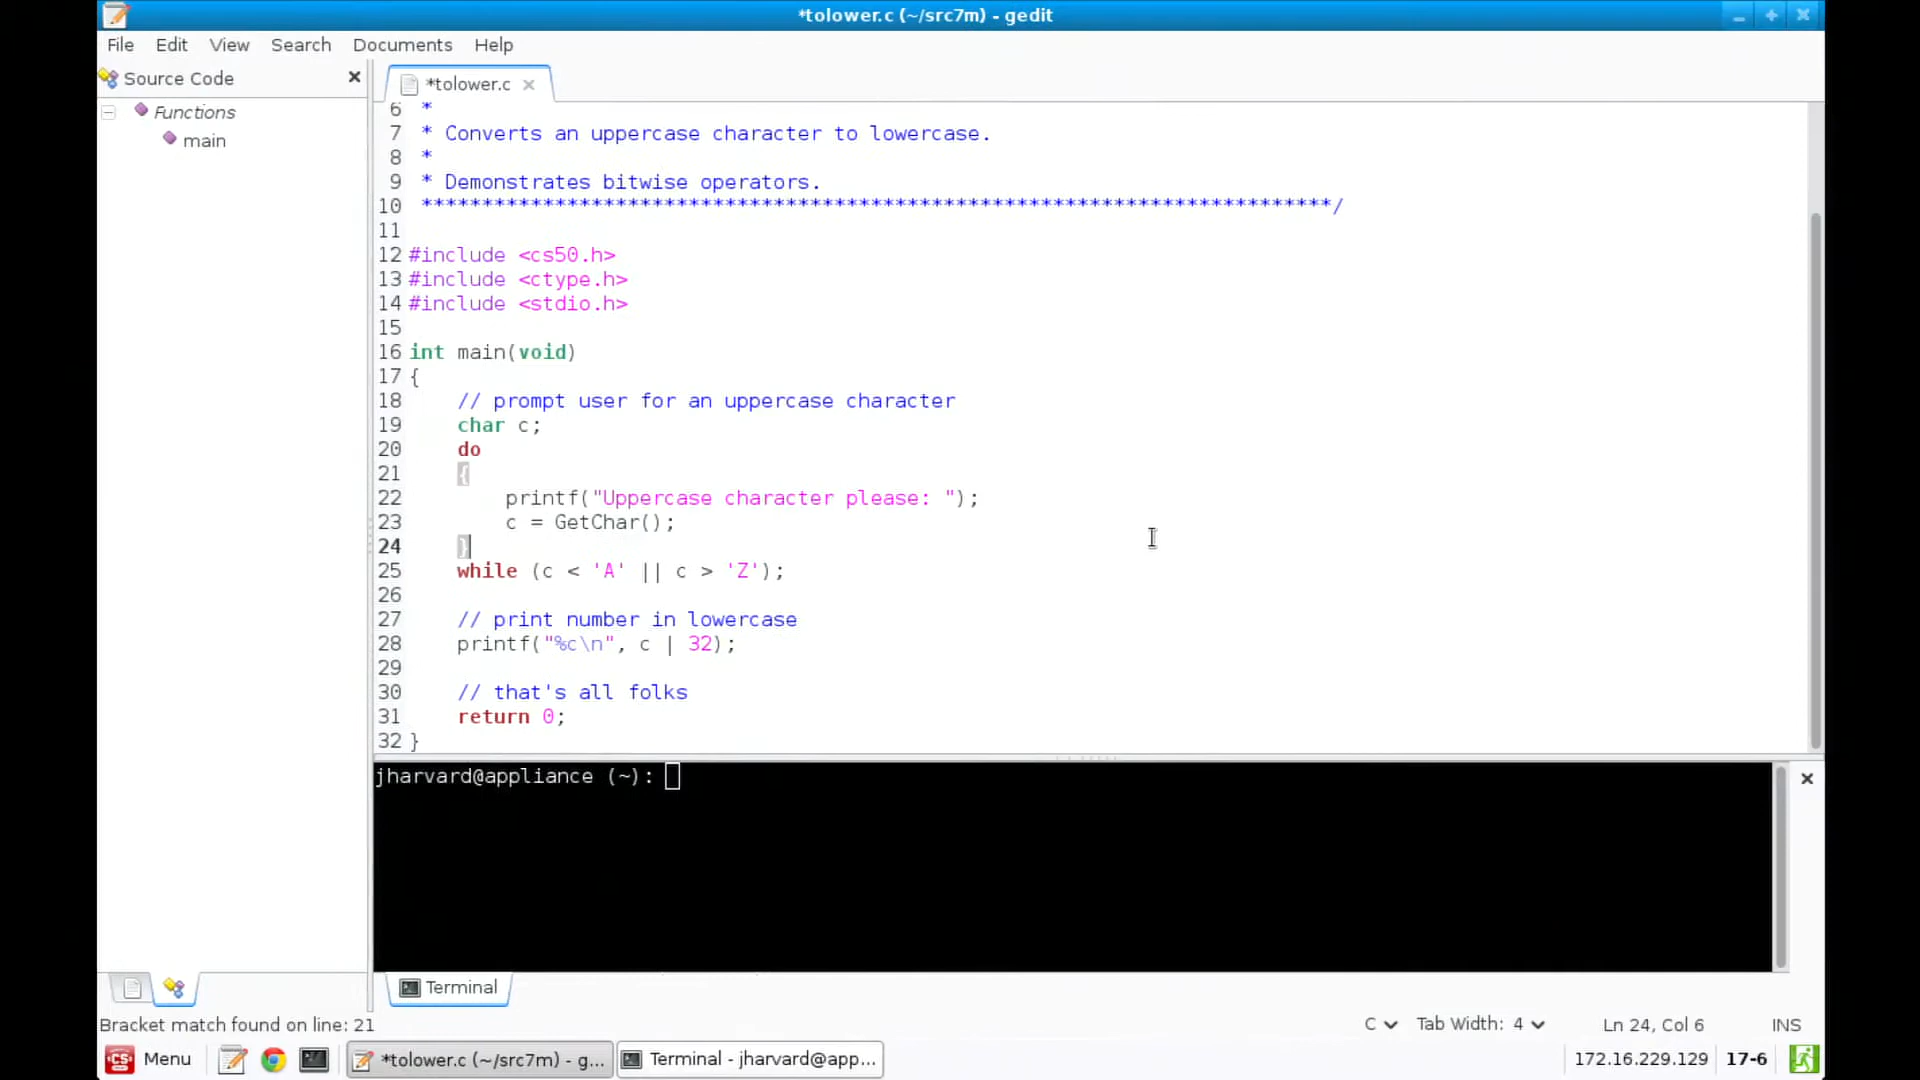 *tolower.c (~/src7m) - gedit
File Edit View Search Documents Help
Source Code
*tolower.c
Functions
main
6 *
7 * Converts an uppercase character to lowercase.
8 *
9 * Demonstrates bitwise operators.
10 ***************************************************************************/
11
12 #include <cs50.h>
13 #include <ctype.h>
14 #include <stdio.h>
15
16 int main(void)
17 {
18     // prompt user for an uppercase character
19     char c;
20     do
21     {
22         printf("Uppercase character please: ");
23         c = GetChar();
24     }
25     while (c < 'A' || c > 'Z');
26
27     // print number in lowercase
28     printf("%c\n", c | 32);
29
30     // that's all folks
31     return 0;
32 }
jharvard@appliance (~):
Terminal
Bracket match found on line: 21
C Tab Width: 4 Ln 24, Col 6 INS
CS Menu *tolower.c (~/src7m) - g... Terminal - jharvard@app... 172.16.229.129 17-6